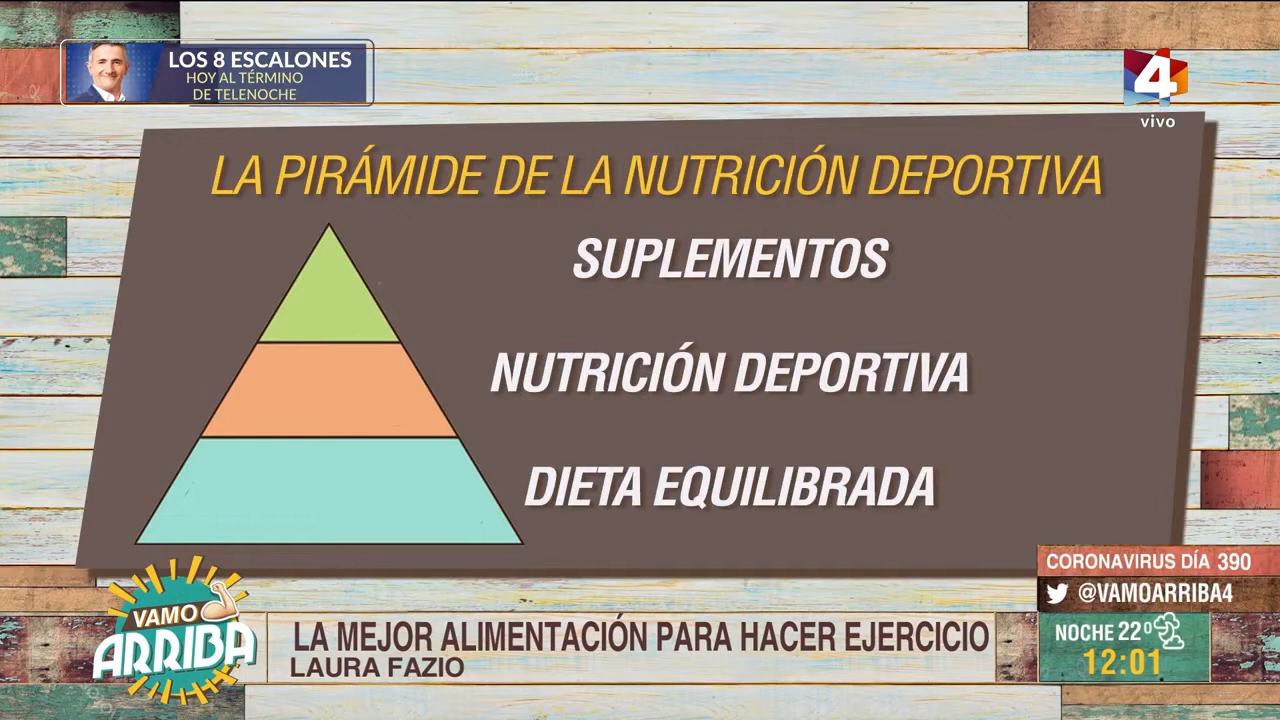 LOS 8 ESCALONES
HOY AL TÉRMINO
DE TELENOCHE
4
vivo
LA PIRÁMIDE DE LA NUTRICIÓN DEPORTIVA
SUPLEMENTOS
NUTRICIÓN DEPORTIVA
DIETA EQUILIBRADA
CORONAVIRUS DÍA 390
@VAMOARRIBA4
VAMO
ARRIBA
LA MEJOR ALIMENTACIÓN PARA HACER EJERCICIO
LAURA FAZIO
NOCHE 22º
12:01